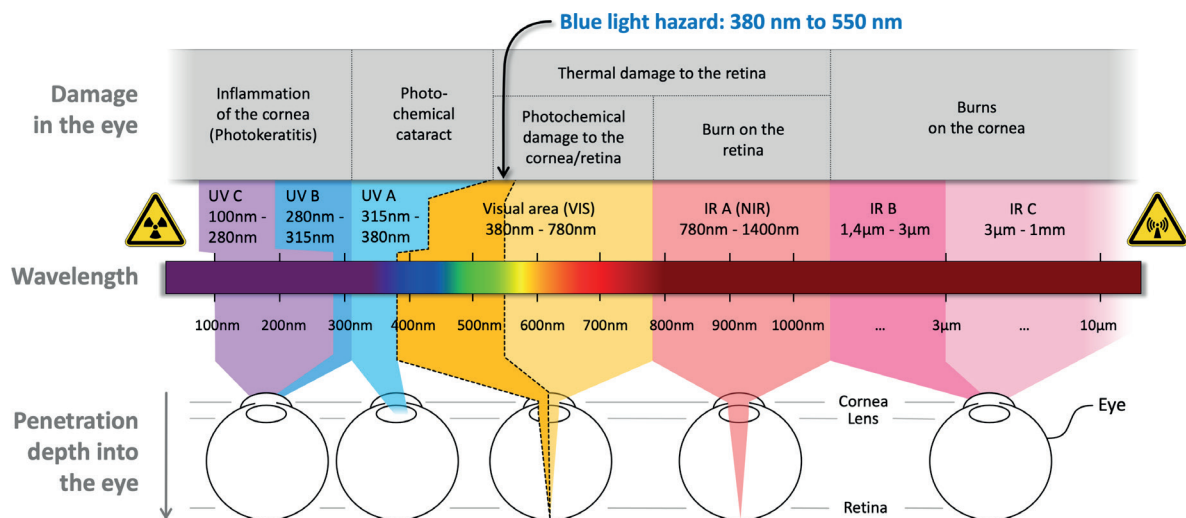 Blue light hazard: 380 nm to 550 nm
Damage
in the eye
Inflammation
of the cornea
(Photokeratitis)
Photo-
chemical
cataract
Thermal damage to the retina
Photochemical
damage to the
cornea/retina
Burn on the
retina
Burns
on the cornea
UV C
100nm -
280nm
UV B
280nm -
315nm
UV A
315nm -
380nm
Visual area (VIS)
380nm - 780nm
IR A (NIR)
780nm - 1400nm
IR B
1,4µm - 3µm
IR C
3µm - 1mm
Wavelength
100nm
200nm
300nm
400nm
500nm
600nm
700nm
800nm
900nm
1000nm
...
3µm
...
10µm
Penetration
depth into
the eye
Cornea
Lens
Eye
Retina